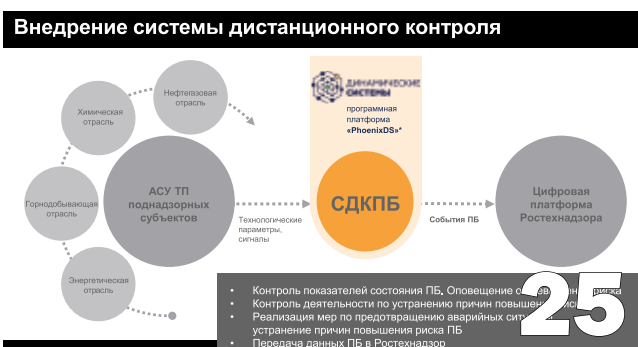 Внедрение системы дистанционного контроля
Нефтегазовая
отрасль
Химическая
отрасль
Горнодобывающая
отрасль
Энергетическая
отрасль
АСУ ТП
поднадзорных
субъектов
Технологические
параметры,
сигналы
ДИНАМИЧЕСКИЕ
СИСТЕМЫ
программная
платформа
«PhoenixDS»*
СДКПБ
События ПБ
Цифровая
платформа
Ростехнадзора
• Контроль показателей состояния ПБ, Оповещение о риска
• Контроль деятельности по устранению причин
• Реализация мер по предотвращению аварийных
устранение причин повышения риска ПБ
• Передача данных ПБ в Ростехнадзор
25